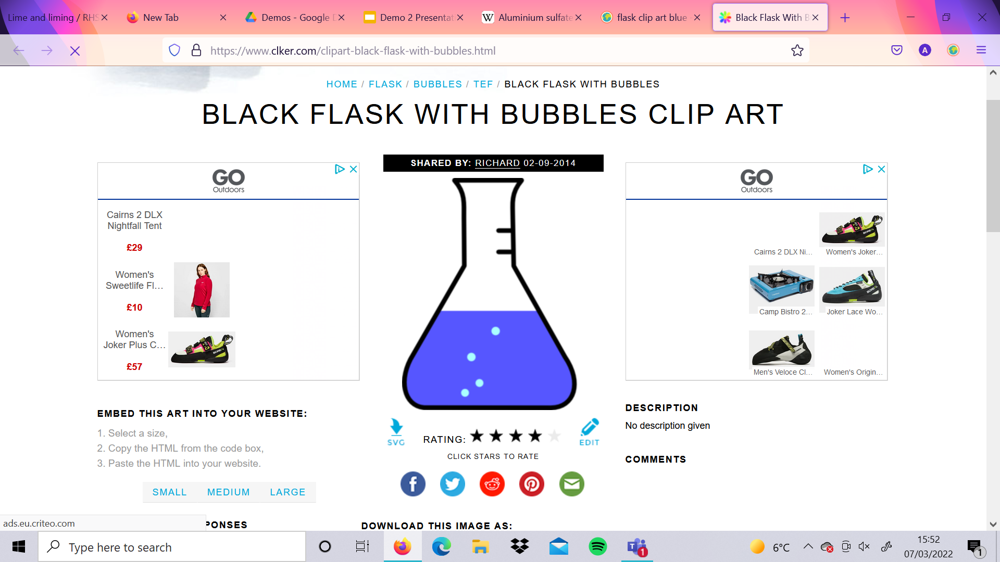 Lime and liming / RHS
New Tab
Demos - Google D
Demo 2 Presentati
W Aluminium sulfate
flask clip art blue -
Black Flask With B
https://www.clker.com/clipart-black-flask-with-bubbles.html
A
HOME / FLASK / BUBBLES / TEF / BLACK FLASK WITH BUBBLES
BLACK FLASK WITH BUBBLES CLIP ART
SHARED BY: RICHARD 02-09-2014
GO
Outdoors
Cairns 2 DLX
Nightfall Tent
£29
Women's
Sweetlife Fl...
£10
Women's
Joker Plus C...
£57
GO
Outdoors
Cairns 2 DLX Ni...
Women's Joker...
Camp Bistro 2...
Joker Lace Wo...
Men's Veloce Cl...
Women's Origin...
EMBED THIS ART INTO YOUR WEBSITE:
1. Select a size,
2. Copy the HTML from the code box,
3. Paste the HTML into your website.
SMALL MEDIUM LARGE
SVG
RATING:
EDIT
CLICK STARS TO RATE
DESCRIPTION
No description given
COMMENTS
ads.eu.criteo.com
PONSES
DOWNLOAD THIS IMAGE AS:
Type here to search
1
6°C
15:52
07/03/2022
1